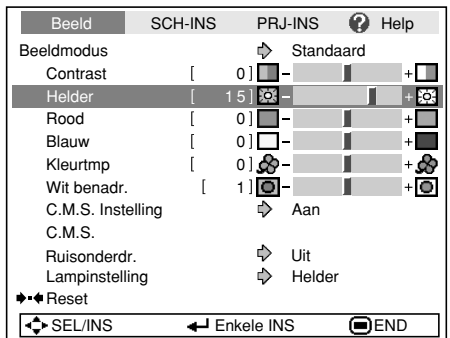 Beeld SCH-INS PRJ-INS ? Help
Beeldmodus Standaard
Contrast [ 0] - +
Helder [ 15] - +
Rood [ 0] - +
Blauw [ 0] - +
Kleurtmp [ 0] - +
Wit benadr. [ 1] - +
C.M.S. Instelling Aan
C.M.S.
Ruisonderdr. Uit
Lampinstelling Helder
Reset
SEL/INS Enkele INS END